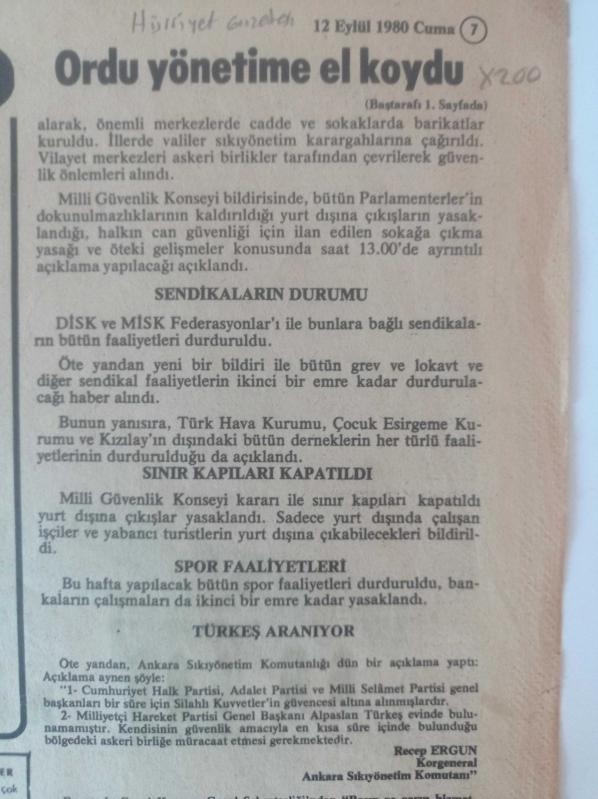 Hürriyet Gazetesi
12 Eylül 1980 Cuma 7
Ordu yönetime el koydu
x200
(Baştarafı 1. Sayfada)
alarak, önemli merkezlerde cadde ve sokaklarda barikatlar
kuruldu. İllerde valiler sıkıyönetim karargahlarına çağırıldı.
Vilayet merkezleri askeri birlikler tarafından çevrilerek güven-
lik önlemleri alındı.
Milli Güvenlik Konseyi bildirisinde, bütün Parlamenterler'in
dokunulmazlıklarının kaldırıldığı yurt dışına çıkışların yasak-
landığı, halkın can güvenliği için ilan edilen sokağa çıkma
yasağı ve öteki gelişmeler konusunda saat 13.00'de ayrıntılı
açıklama yapılacağı açıklandı.
SENDİKALARIN DURUMU
DİSK ve MİSK Federasyonlar'ı ile bunlara bağlı sendikala-
rın bütün faaliyetleri durduruldu.
Öte yandan yeni bir bildiri ile bütün grev ve lokavt ve
diğer sendikal faaliyetlerin ikinci bir emre kadar durdurula-
cağı haber alındı.
Bunun yanısıra, Türk Hava Kurumu, Çocuk Esirgeme Ku-
rumu ve Kızılay'ın dışındaki bütün derneklerin her türlü faali-
yetlerinin durdurulduğu da açıklandı.
SINIR KAPILARI KAPATILDI
Milli Güvenlik Konseyi kararı ile sınır kapıları kapatıldı
yurt dışına çıkışlar yasaklandı. Sadece yurt dışında çalışan
işçiler ve yabancı turistlerin yurt dışına çıkabilecekleri bildiril-
di.
SPOR FAALİYETLERİ
Bu hafta yapılacak bütün spor faaliyetleri durduruldu, ban-
kaların çalışmaları da ikinci bir emre kadar yasaklandı.
TÜRKEŞ ARANIYOR
Öte yandan, Ankara Sıkıyönetim Komutanlığı dün bir açıklama yaptı:
Açıklama aynen şöyle:
"1- Cumhuriyet Halk Partisi, Adalet Partisi ve Milli Selâmet Partisi genel
başkanları bir süre için Silahlı Kuvvetler'in güvencesi altına alınmışlardır.
2- Milliyetçi Hareket Partisi Genel Başkanı Alpaslan Türkeş evinde bulu-
namamıştır. Kendisinin güvenlik amacıyla en kısa süre içinde bulunduğu
bölgedeki askeri birliğe müracaat etmesi gerekmektedir.
Recep ERGUN
Korgeneral
Ankara Sıkıyönetim Komutanı"
ER
çok